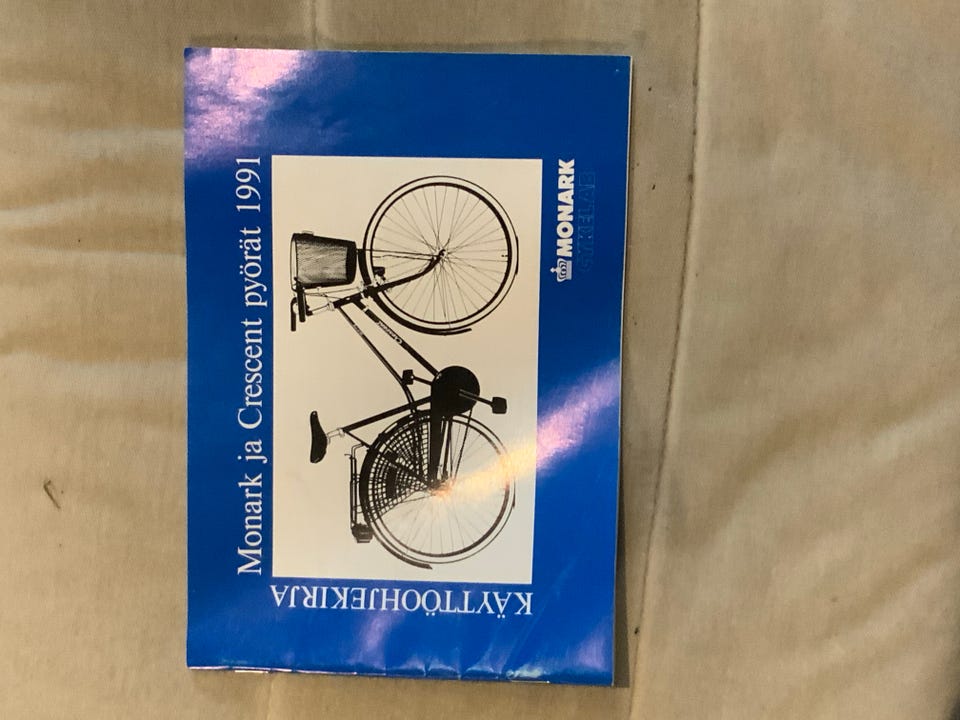 Monark ja Crescent pyörät 1991
KÄYTTÖOHJEKIRJA
MONARK